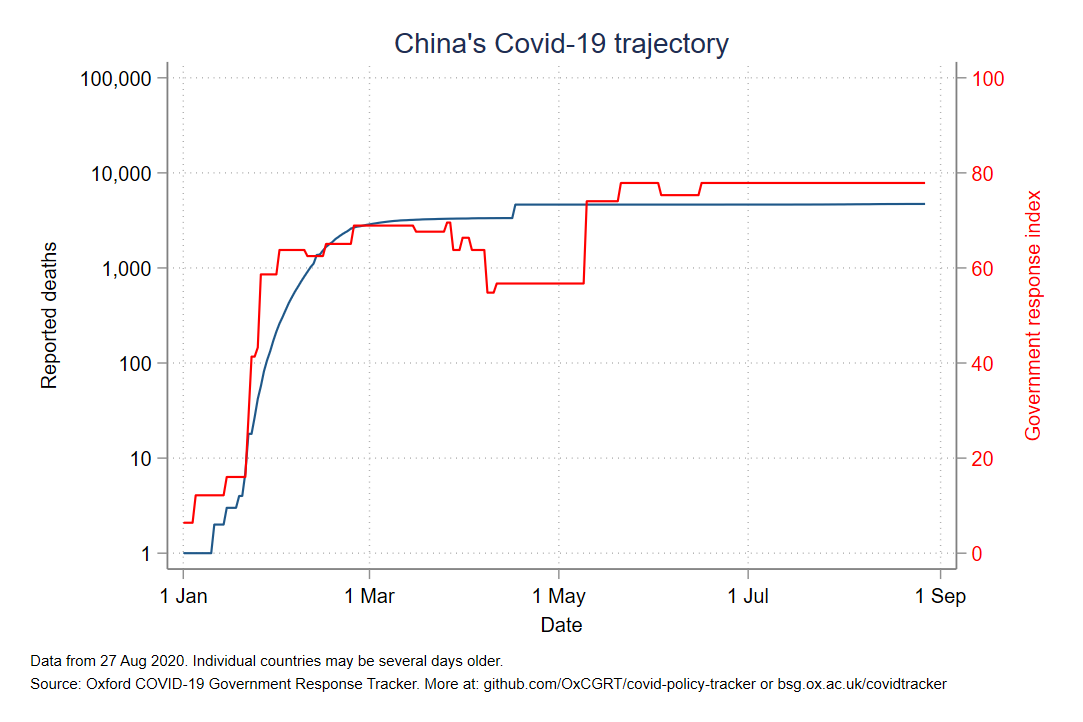 China's Covid-19 trajectory
100,000
10,000
1,000
100
10
1
Reported deaths
100
80
60
40
20
0
Government response index
1 Jan
1 Mar
1 May
1 Jul
1 Sep
Date
Data from 27 Aug 2020. Individual countries may be several days older.
Source: Oxford COVID-19 Government Response Tracker. More at: github.com/OxCGRT/covid-policy-tracker or bsg.ox.ac.uk/covidtracker